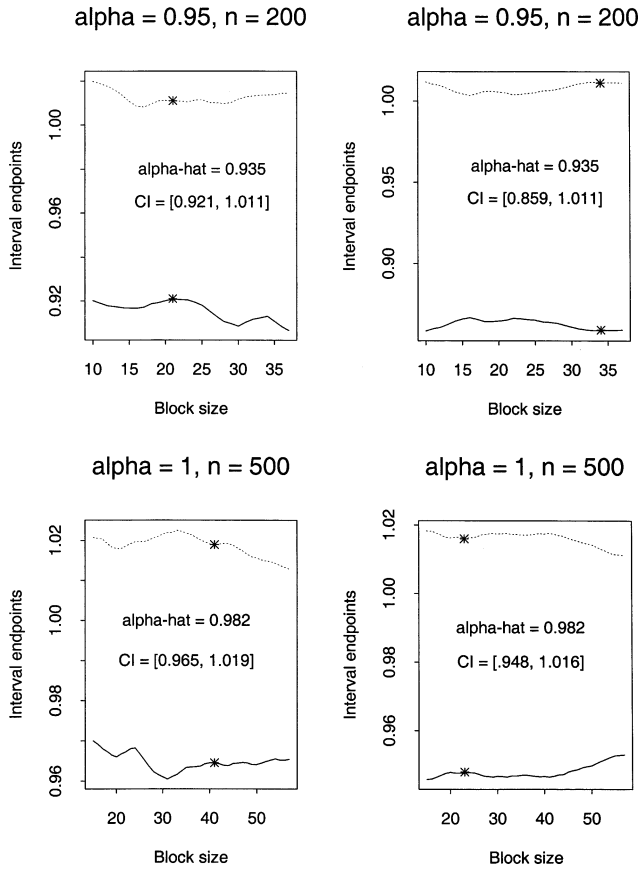 alpha = 0.95, n = 200
alpha = 0.95, n = 200
Interval endpoints
1.00
0.96
0.92
alpha-hat = 0.935
CI = [0.921, 1.011]
10 15 20 25 30 35
Block size
Interval endpoints
1.00
0.95
0.90
alpha-hat = 0.935
CI = [0.859, 1.011]
10 15 20 25 30 35
Block size
alpha = 1, n = 500
alpha = 1, n = 500
Interval endpoints
1.02
1.00
0.98
0.96
alpha-hat = 0.982
CI = [0.965, 1.019]
20 30 40 50
Block size
Interval endpoints
1.02
1.00
0.98
0.96
alpha-hat = 0.982
CI = [.948, 1.016]
20 30 40 50
Block size